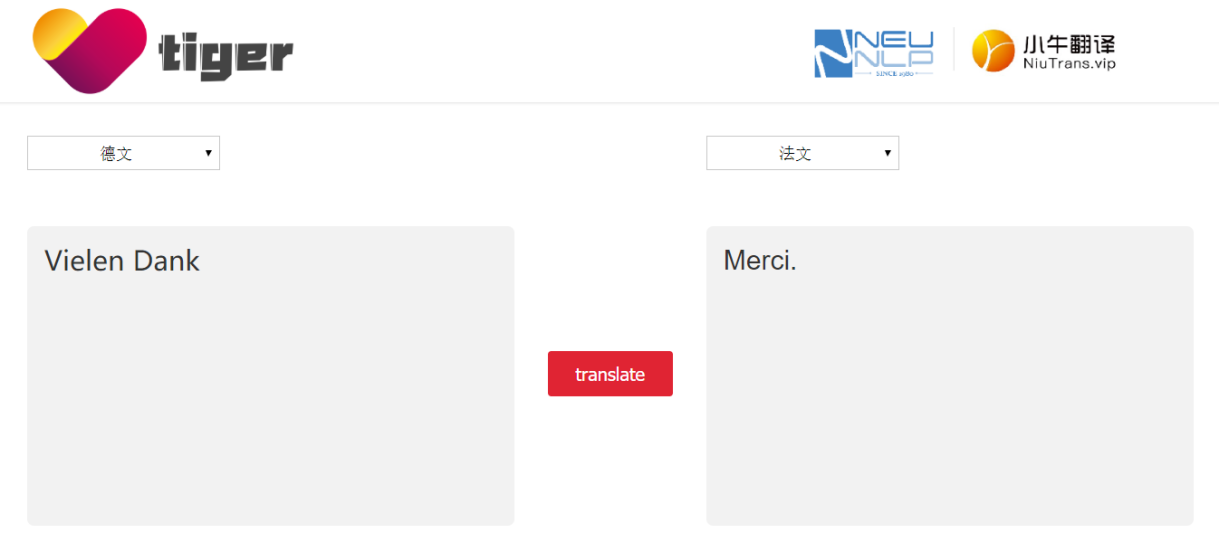 tiger
NEU
NLP
SINCE 1980
小牛翻译
NiuTrans.vip
德文
法文
Vielen Dank
Merci.
translate